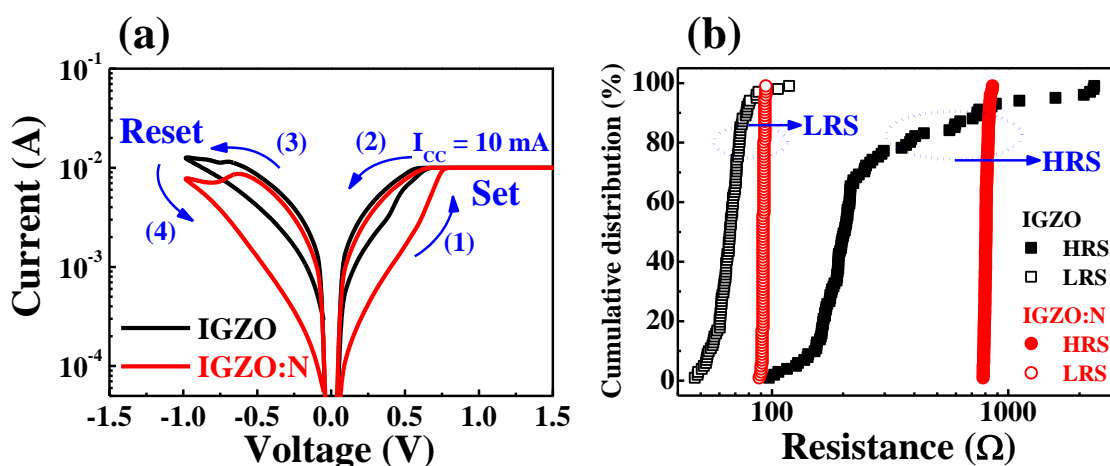 (a)
Current (A)
10-1
10-2
10-3
10-4
Reset
(3)
(2)
ICC = 10 mA
Set
(4)
(1)
IGZO
IGZO:N
-1.5 -1.0 -0.5 0.0 0.5 1.0 1.5
Voltage (V)
(b)
Cumulative distribution (%)
100
80
60
40
20
0
LRS
HRS
IGZO
HRS
LRS
IGZO:N
HRS
LRS
100 1000
Resistance (Ω)